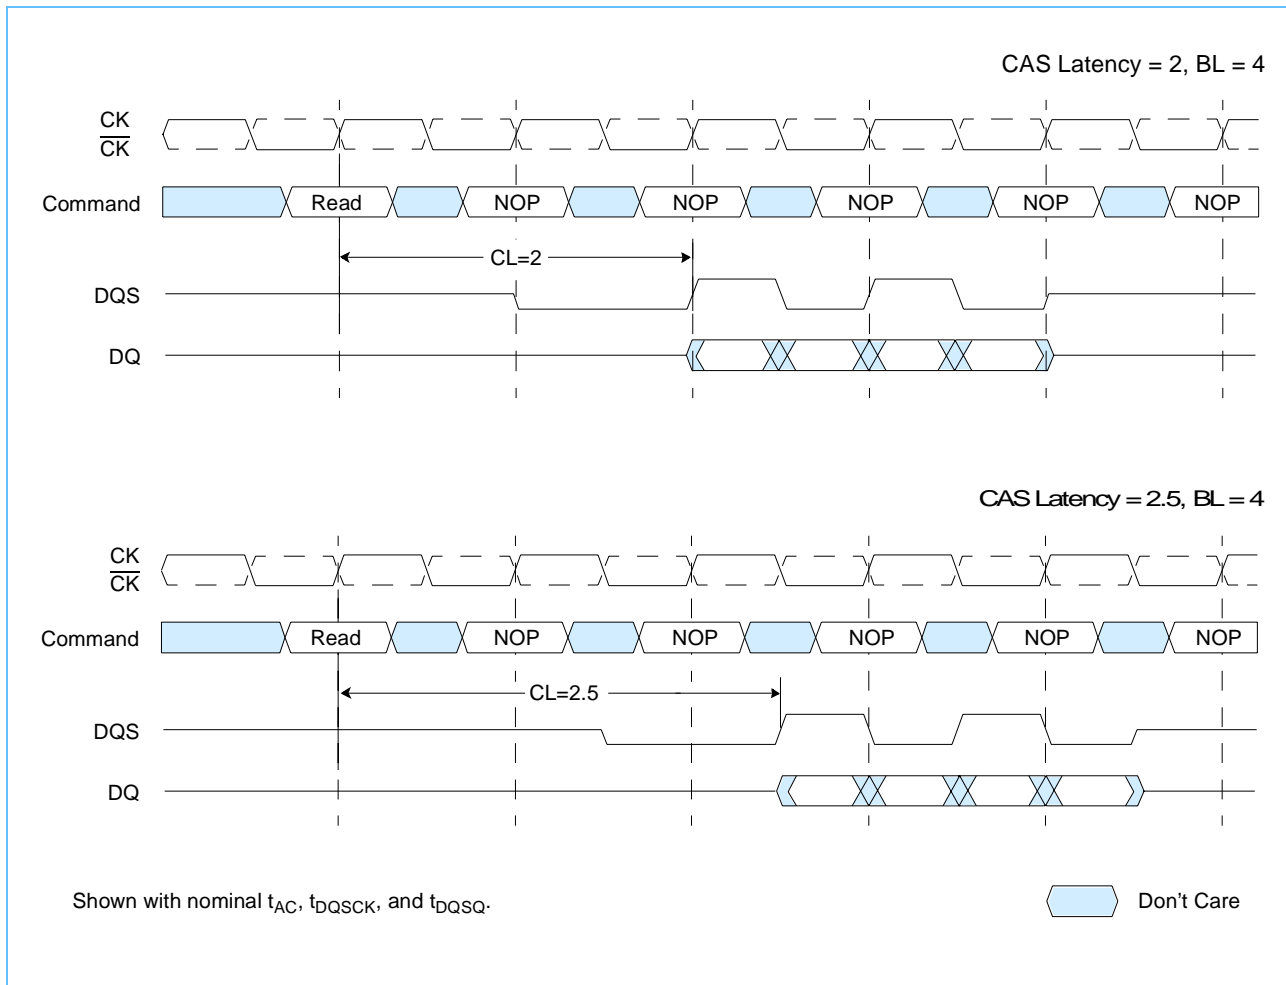 CAS Latency = 2, BL = 4
CK
CK
Command Read NOP NOP NOP NOP NOP
CL=2
DQS
DQ
CAS Latency = 2.5, BL = 4
CK
CK
Command Read NOP NOP NOP NOP NOP
CL=2.5
DQS
DQ
Shown with nominal tAC, tDQSCK, and tDQSQ. Don't Care